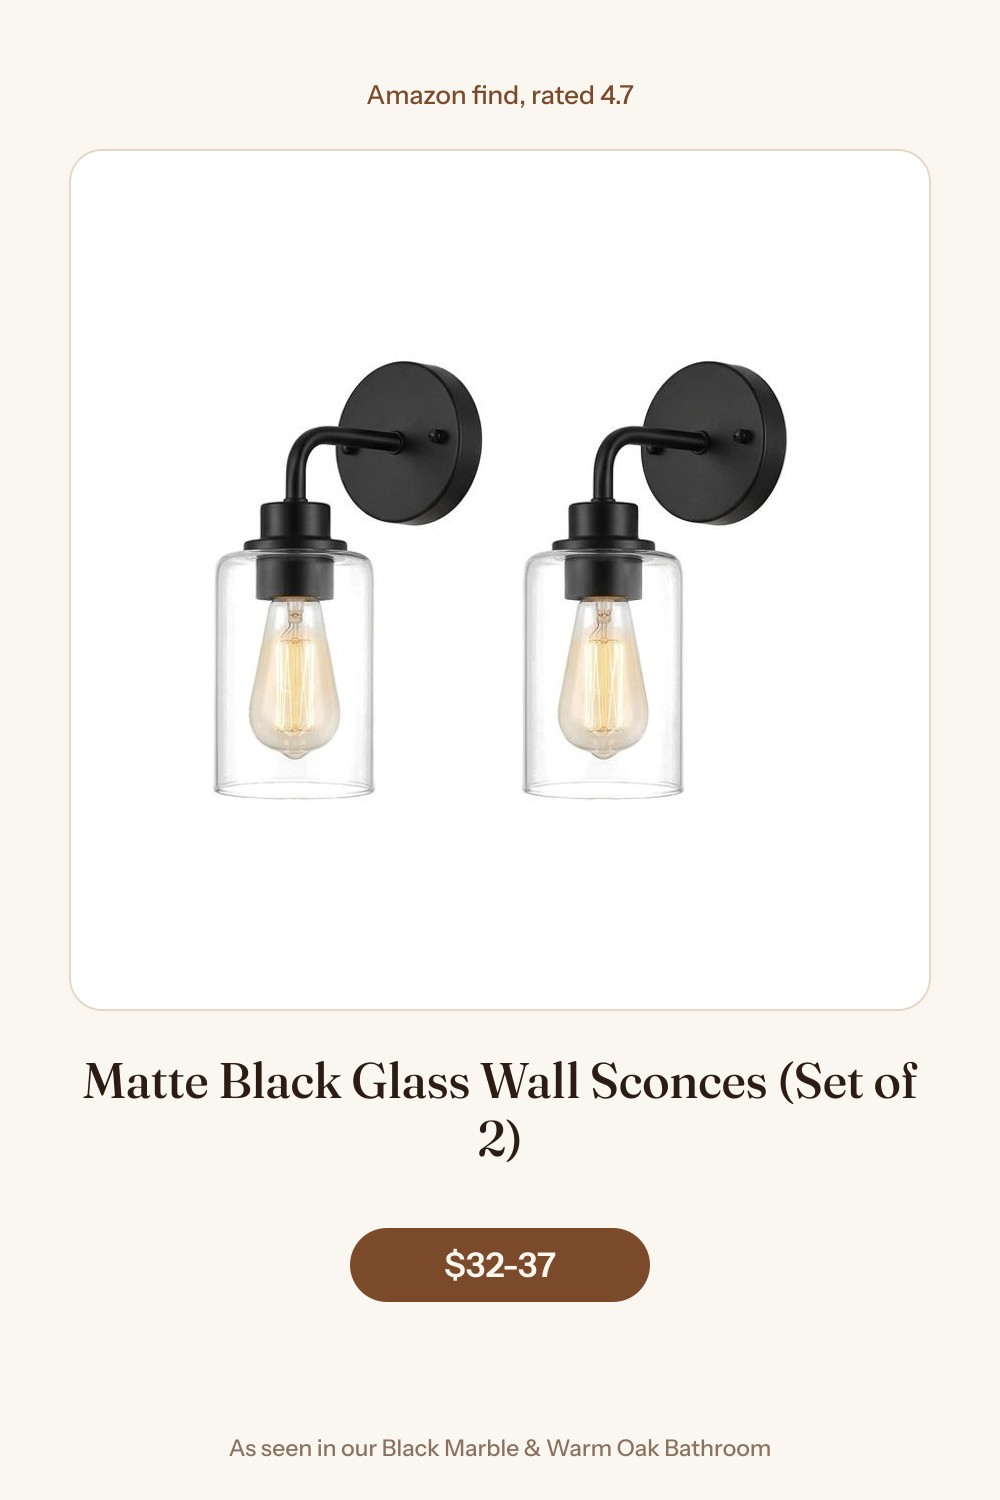 Amazon find, rated 4.7
Matte Black Glass Wall Sconces (Set of
2)
$32-37
As seen in our Black Marble & Warm Oak Bathroom